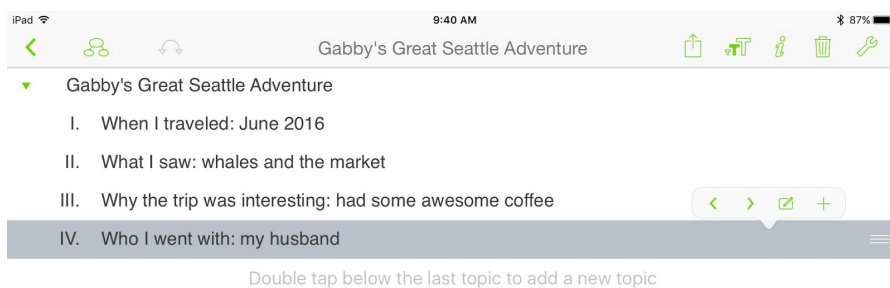 iPad 9:40 AM 87%
Gabby's Great Seattle Adventure
Gabby's Great Seattle Adventure
I. When I traveled: June 2016
II. What I saw: whales and the market
III. Why the trip was interesting: had some awesome coffee
IV. Who I went with: my husband
Double tap below the last topic to add a new topic